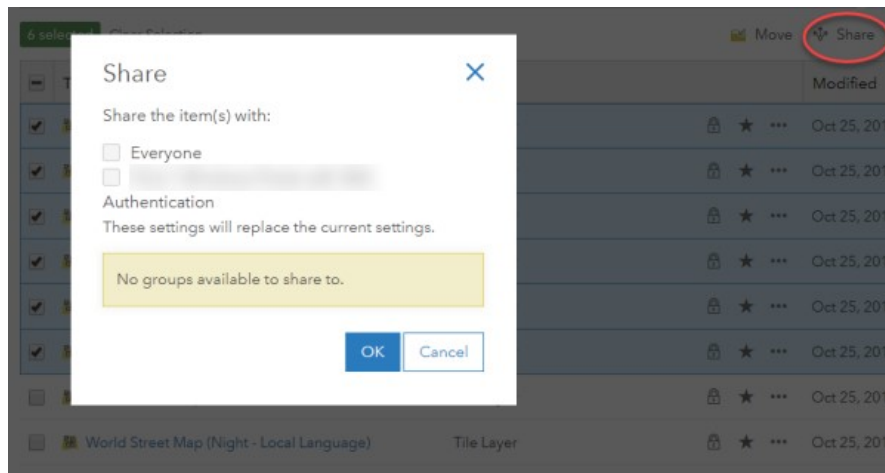 6 selected Clear Selection Move Share
Share
Modified
Share the item(s) with:
Oct 25, 201
Everyone
Oct 25, 201
Authentication
Oct 25, 201
These settings will replace the current settings.
Oct 25, 201
No groups available to share to.
Oct 25, 201
OK Cancel
Oct 25, 201
Oct 25, 201
World Street Map (Night - Local Language) Tile Layer Oct 25, 201